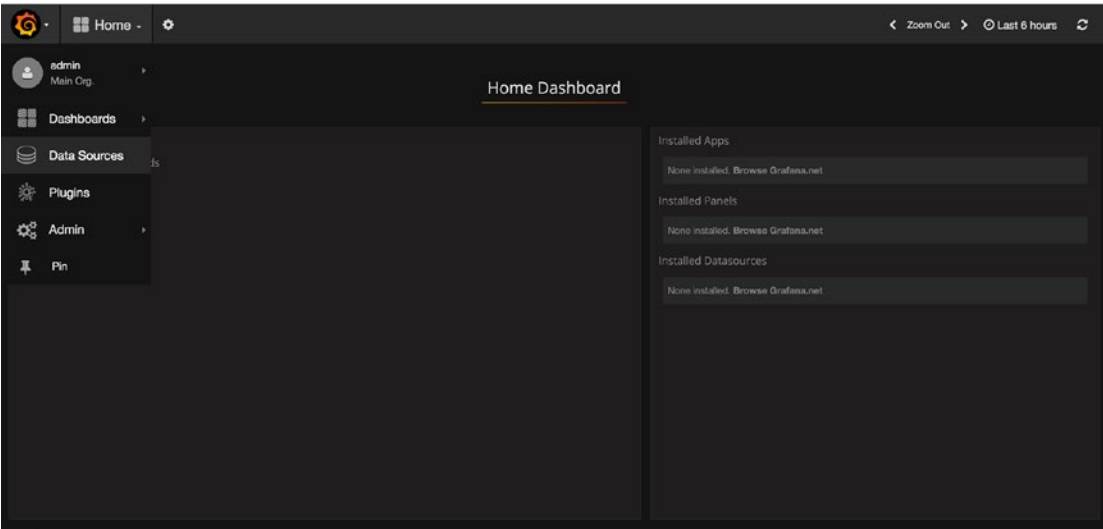 Home
Zoom Out
Last 6 hours
admin
Main Org.
Home Dashboard
Dashboards
Data Sources
Plugins
Admin
Pin
Installed Apps
None installed. Browse Grafana.net
Installed Panels
None installed. Browse Grafana.net
Installed Datasources
None installed. Browse Grafana.net